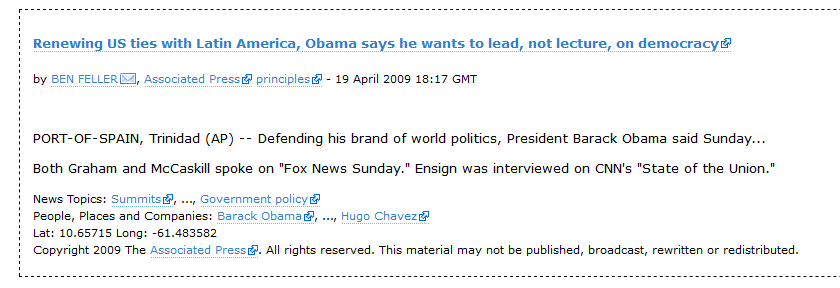 Renewing US ties with Latin America, Obama says he wants to lead, not lecture, on democracy
by BEN FELLER, Associated Press principles - 19 April 2009 18:17 GMT
PORT-OF-SPAIN, Trinidad (AP) -- Defending his brand of world politics, President Barack Obama said Sunday...
Both Graham and McCaskill spoke on "Fox News Sunday." Ensign was interviewed on CNN's "State of the Union."
News Topics: Summits, ..., Government policy
People, Places and Companies: Barack Obama, ..., Hugo Chavez
Lat: 10.65715 Long: -61.483582
Copyright 2009 The Associated Press. All rights reserved. This material may not be published, broadcast, rewritten or redistributed.